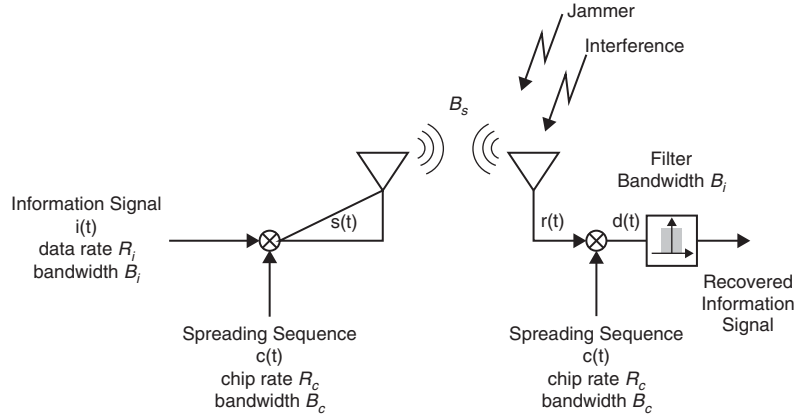 Jammer
Interference
B_s
Filter
Bandwidth B_i
Information Signal
i(t)
data rate R_i
bandwidth B_i
s(t)
r(t)
d(t)
Recovered
Information
Signal
Spreading Sequence
c(t)
chip rate R_c
bandwidth B_c
Spreading Sequence
c(t)
chip rate R_c
bandwidth B_c